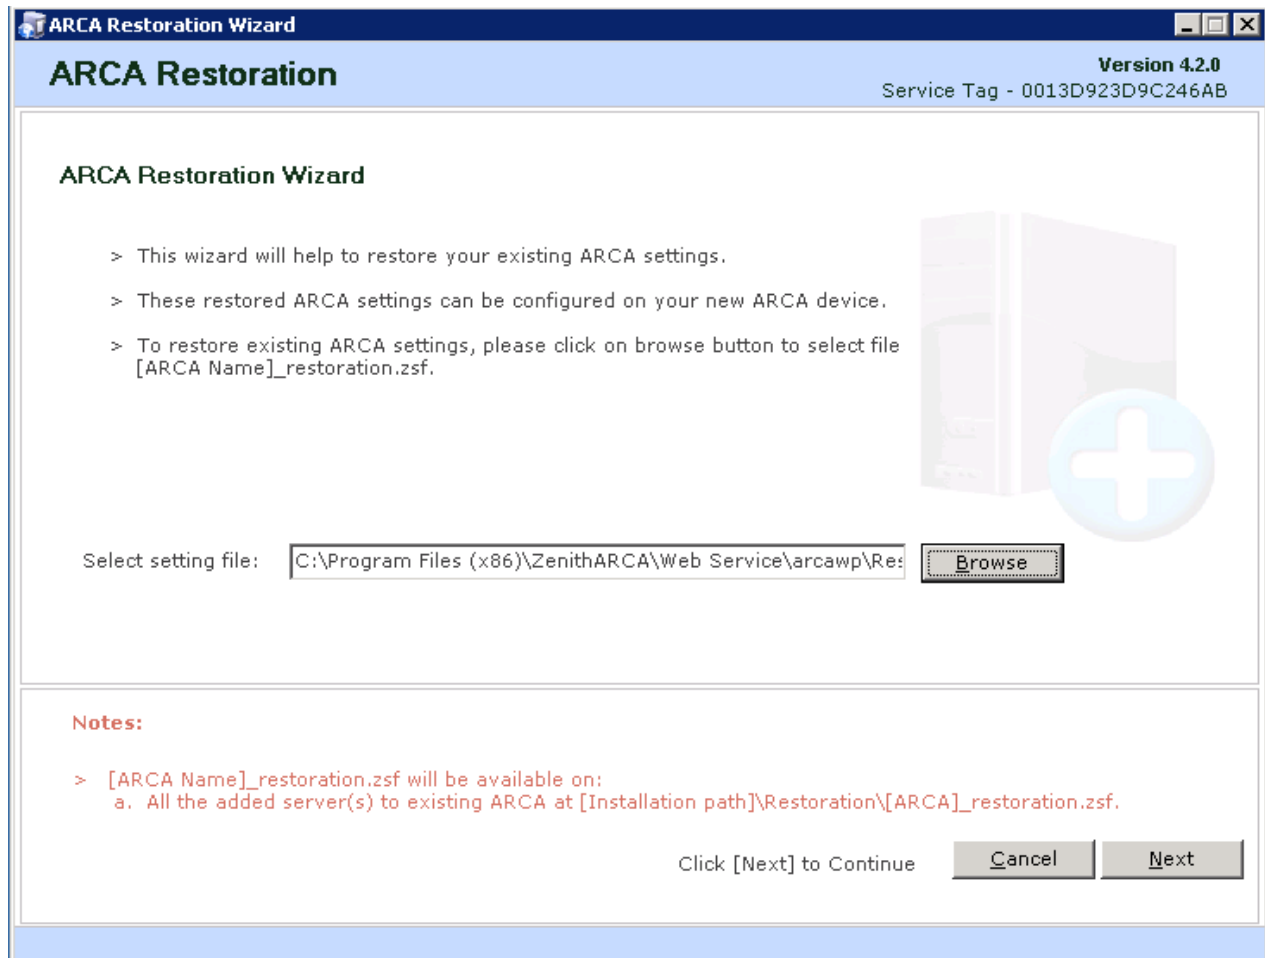 ARCA Restoration Wizard
ARCA Restoration
Version 4.2.0
Service Tag - 0013D923D9C246AB
ARCA Restoration Wizard
> This wizard will help to restore your existing ARCA settings.
> These restored ARCA settings can be configured on your new ARCA device.
> To restore existing ARCA settings, please click on browse button to select file
[ARCA Name]_restoration.zsf.
Select setting file: C:\Program Files (x86)\ZenithARCA\Web Service\arcawp\Res Browse
Notes:
> [ARCA Name]_restoration.zsf will be available on:
a. All the added server(s) to existing ARCA at [Installation path]\Restoration\[ARCA]_restoration.zsf.
Click [Next] to Continue Cancel Next